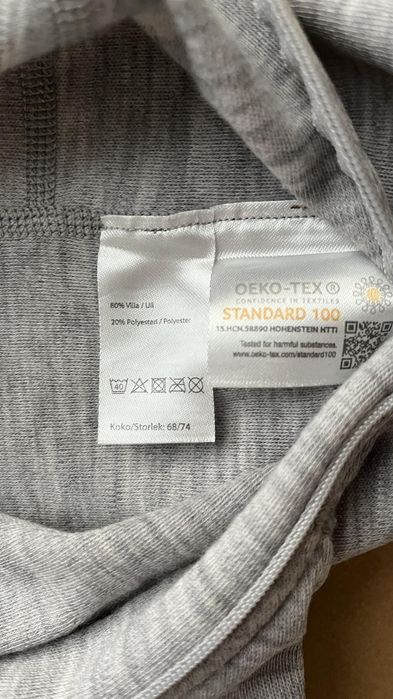 80% Villa / Ull
20% Polyesteri / Polyester
40
Koko/Storlek: 68/74
OEKO-TEX®
CONFIDENCE IN TEXTILES
STANDARD 100
15.HCN.58890 HOHENSTEIN HTTI
Tested for harmful substances.
www.oeko-tex.com/standard100